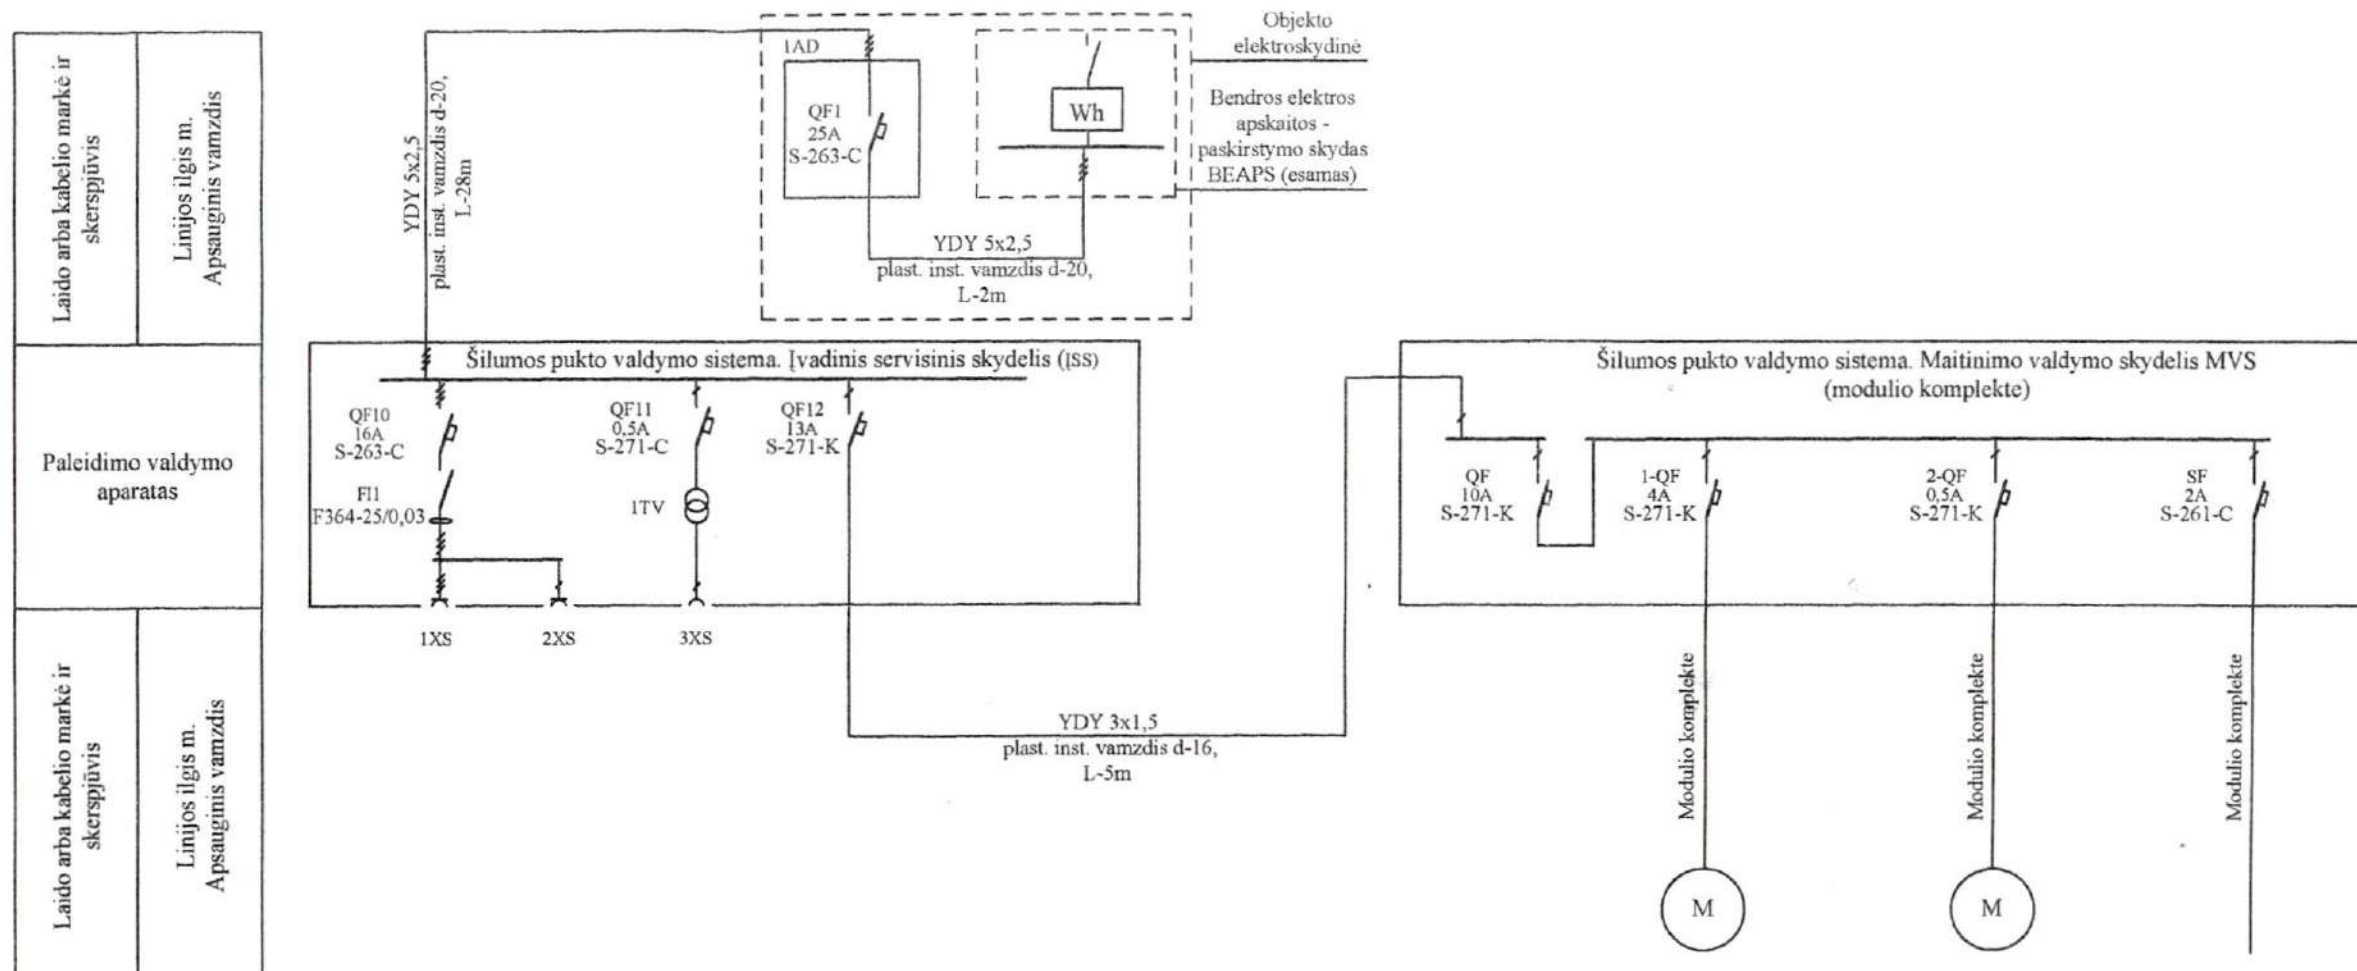 Laido arba kabelio markė ir
skerspjūvis
Linijos ilgis m.
Apsauginis vamzdis
YDY 5x2,5
plast. inst. vamzdis d-20,
L-28m
1AD
QF1
25A
S-263-C
Wh
YDY 5x2,5
plast. inst. vamzdis d-20,
L-2m
Objekto
elektroskydinė
Bendros elektros
apskaitos -
paskirstymo skydas
BEAPS (esamas)
Paleidimo valdymo
aparatas
Šilumos pukto valdymo sistema. Įvadinis servisinis skydelis (ĮSS)
QF10
16A
S-263-C
FI1
F364-25/0,03
QF11
0,5A
S-271-C
1TV
QF12
13A
S-271-K
1XS
2XS
3XS
Šilumos pukto valdymo sistema. Maitinimo valdymo skydelis MVS
(modulio komplekte)
QF
10A
S-271-K
1-QF
4A
S-271-K
2-QF
0,5A
S-271-K
SF
2A
S-261-C
Laido arba kabelio markė ir
skerspjūvis
Linijos ilgis m.
Apsauginis vamzdis
YDY 3x1,5
plast. inst. vamzdis d-16,
L-5m
Modulio komplekte
Modulio komplekte
Modulio komplekte
M
M